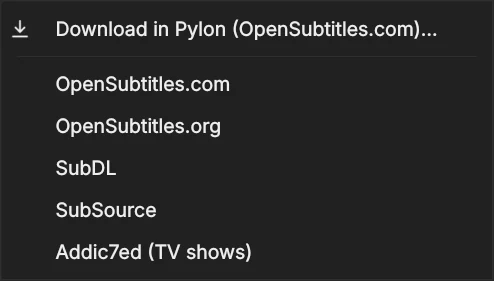 Download in Pylon (OpenSubtitles.com)...
OpenSubtitles.com
OpenSubtitles.org
SubDL
SubSource
Addic7ed (TV shows)